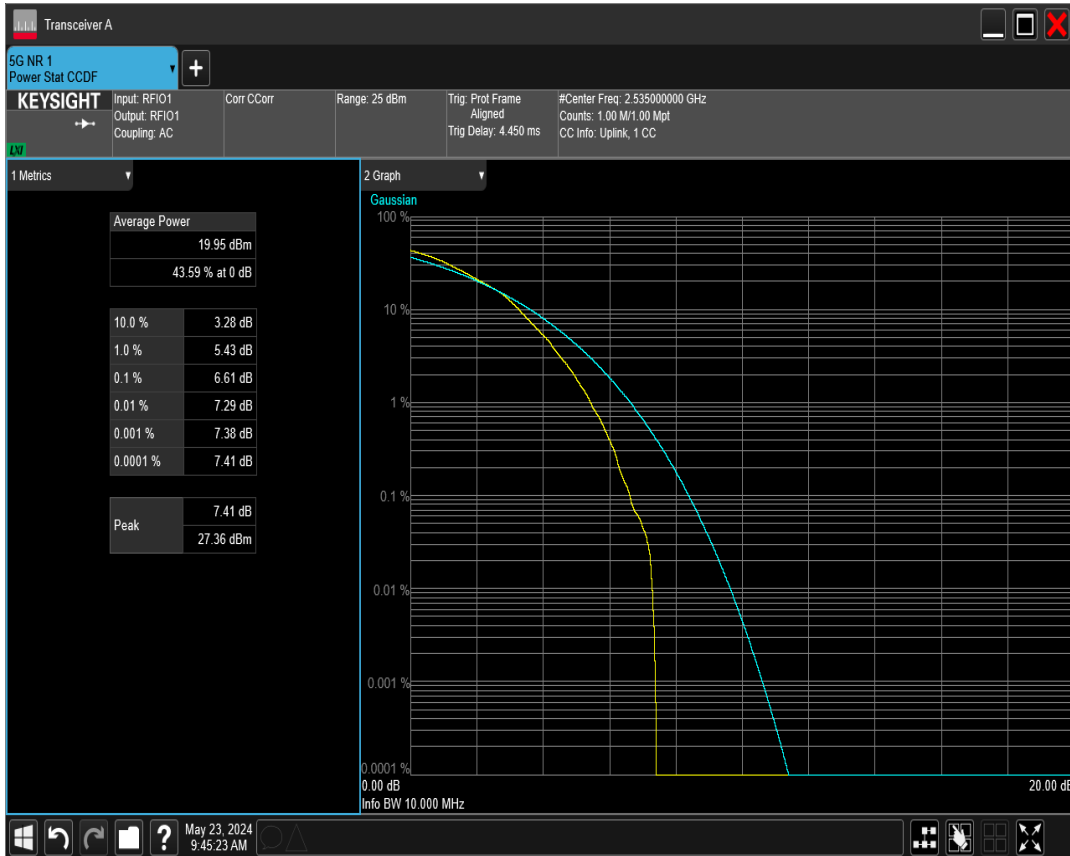 Transceiver A
5G NR 1
Power Stat CCDF
KEYSIGHT
LXI
Input: RFIO1
Output: RFIO1
Coupling: AC
Corr CCorr
Range: 25 dBm
Trig: Prot Frame
Aligned
Trig Delay: 4.450 ms
#Center Freq: 2.535000000 GHz
Counts: 1.00 M/1.00 Mpt
CC Info: Uplink, 1 CC
1 Metrics
Average Power
19.95 dBm
43.59 % at 0 dB
10.0 % 3.28 dB
1.0 % 5.43 dB
0.1 % 6.61 dB
0.01 % 7.29 dB
0.001 % 7.38 dB
0.0001 % 7.41 dB
Peak
7.41 dB
27.36 dBm
2 Graph
Gaussian
100 %
10 %
1 %
0.1 %
0.01 %
0.001 %
0.0001 %
0.00 dB
20.00 dB
Info BW 10.000 MHz
?
May 23, 2024
9:45:23 AM